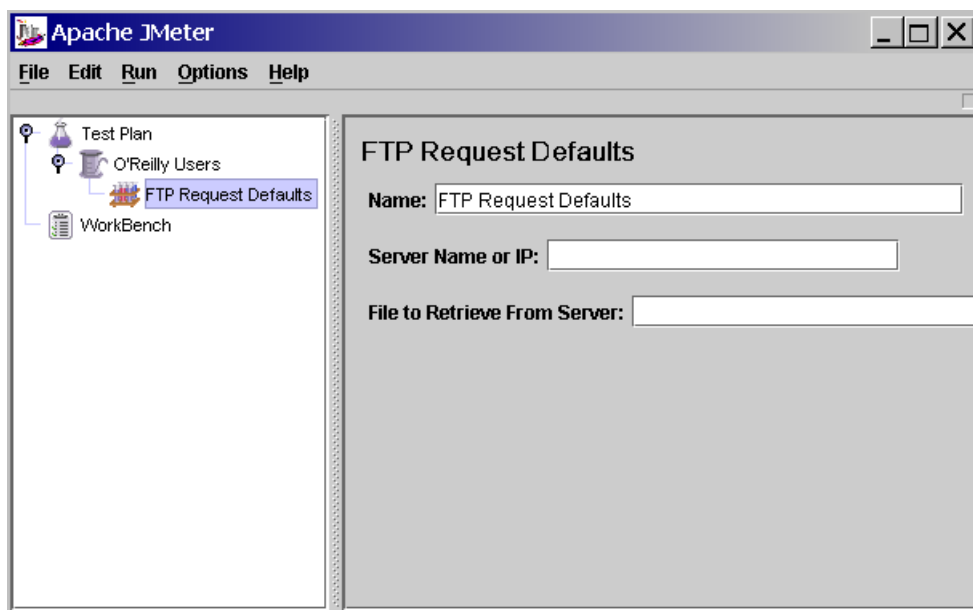 Apache JMeter
File Edit Run Options Help
Test Plan
O'Reilly Users
FTP Request Defaults
WorkBench
FTP Request Defaults
Name: FTP Request Defaults
Server Name or IP:
File to Retrieve From Server: